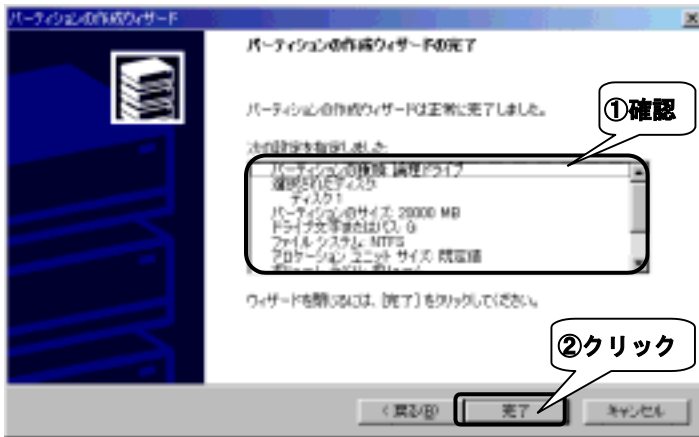 パーティションの作成ウィザード
パーティションの作成ウィザードの完了
パーティションの作成ウィザードは正常に完了しました。
①確認
次の設定を指定しました
パーティションの種類: 論理ドライブ
選択されたディスク:
ディスク 1
パーティションのサイズ: 20000 MB
ドライブ文字またはパス: G
ファイル システム: NTFS
アロケーション ユニット サイズ: 既定値
ウィザードを閉じるには、[完了] をクリックしてください。
②クリック
< 戻る(B)
完了
キャンセル